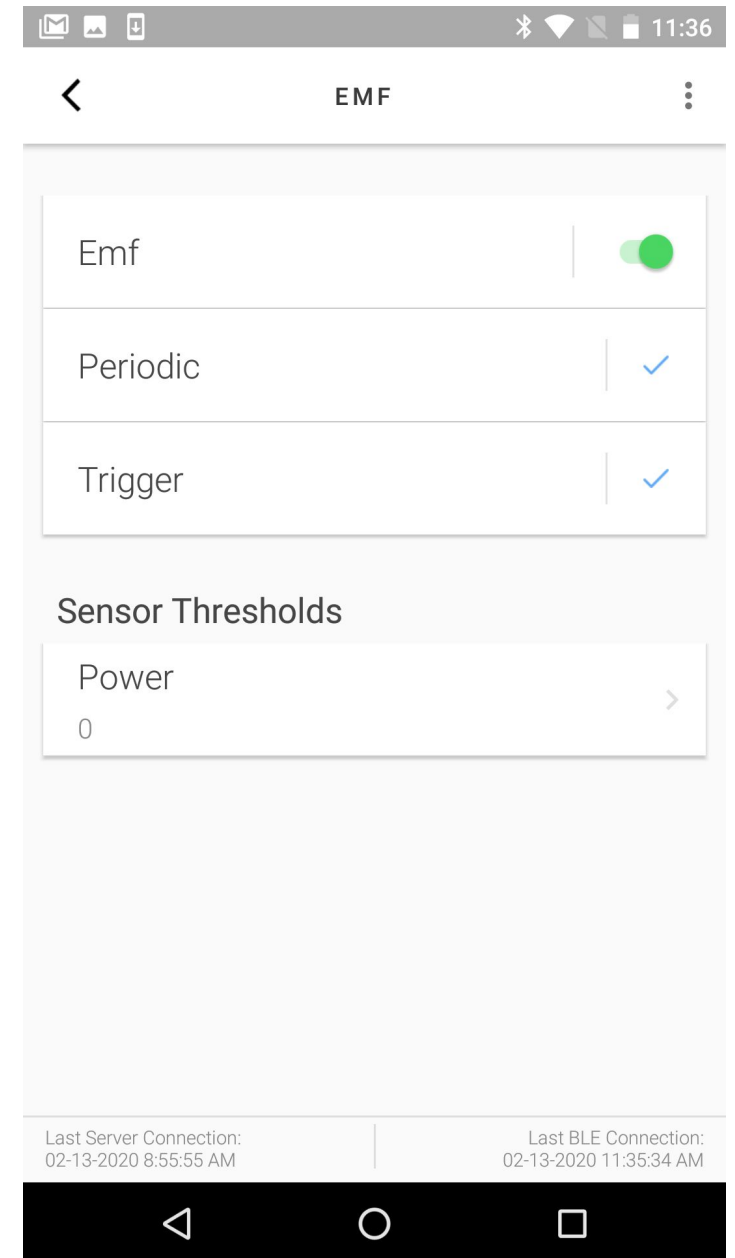 11:36
EMF
Emf
Periodic
Trigger
Sensor Thresholds
Power
0
Last Server Connection:
02-13-2020 8:55:55 AM
Last BLE Connection:
02-13-2020 11:35:34 AM